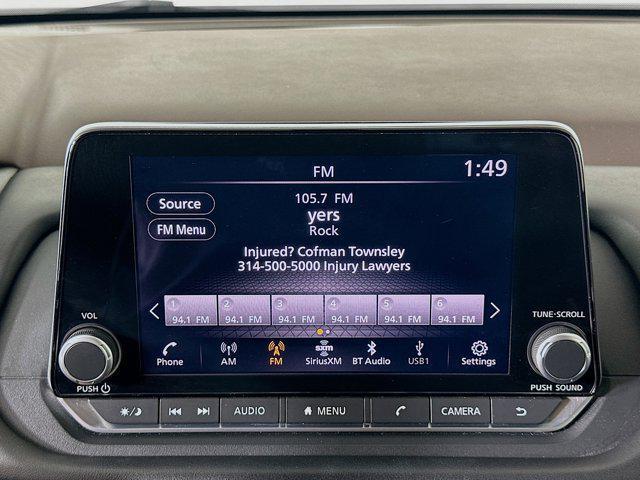 FM 1:49
Source
105.7 FM
yers
FM Menu
Rock
Injured? Cofman Townsley
314-500-5000 Injury Lawyers
1 2 3 4 5 6
94.1 FM 94.1 FM 94.1 FM 94.1 FM 94.1 FM 94.1 FM
VOL
TUNE·SCROLL
sxm
Phone AM FM SiriusXM BT Audio USB1 Settings
PUSH
PUSH SOUND
AUDIO MENU CAMERA